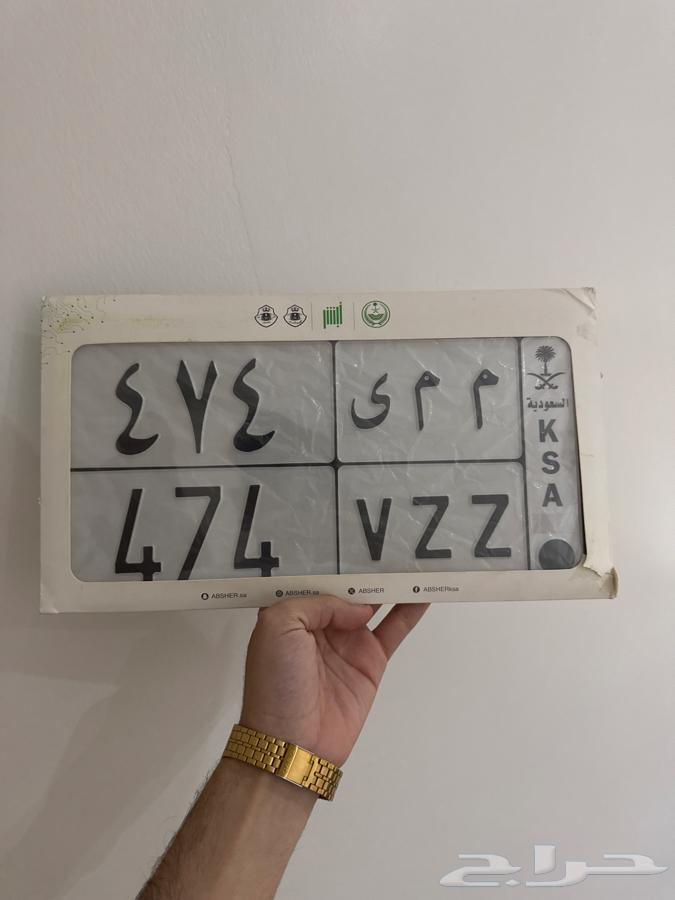 أبشر
٤٧٤ م م ى
السعودية
474 VZZ
K
S
A
ABSHER.sa ABSHER.sa ABSHER ABSHERksa
حراج